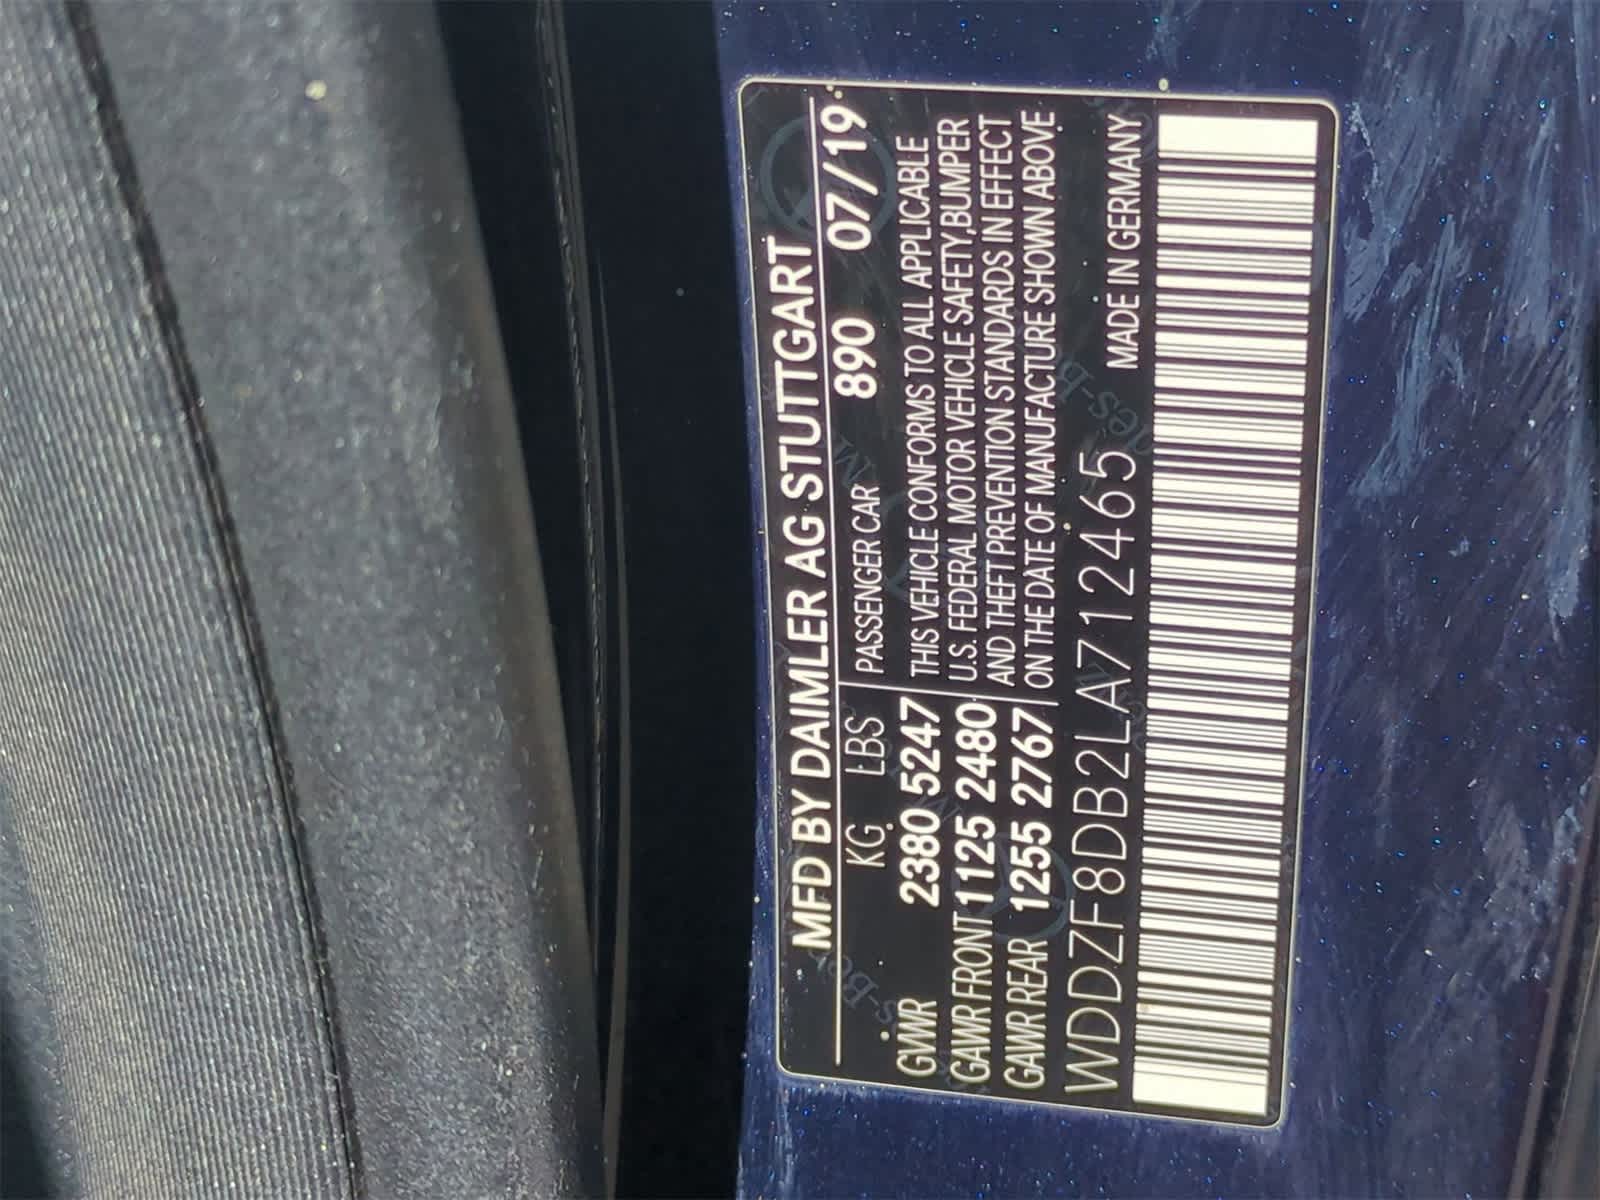 MFD BY DAIMLER AG STUTTGART
KG LBS PASSENGER CAR 890 07/19
GVWR 2380 5247 THIS VEHICLE CONFORMS TO ALL APPLICABLE
U.S. FEDERAL MOTOR VEHICLE SAFETY,BUMPER
GAWR FRONT 1125 2480 AND THEFT PREVENTION STANDARDS IN EFFECT
GAWR REAR 1255 2767 ON THE DATE OF MANUFACTURE SHOWN ABOVE
WDDZF8DB2LA712465 MADE IN GERMANY